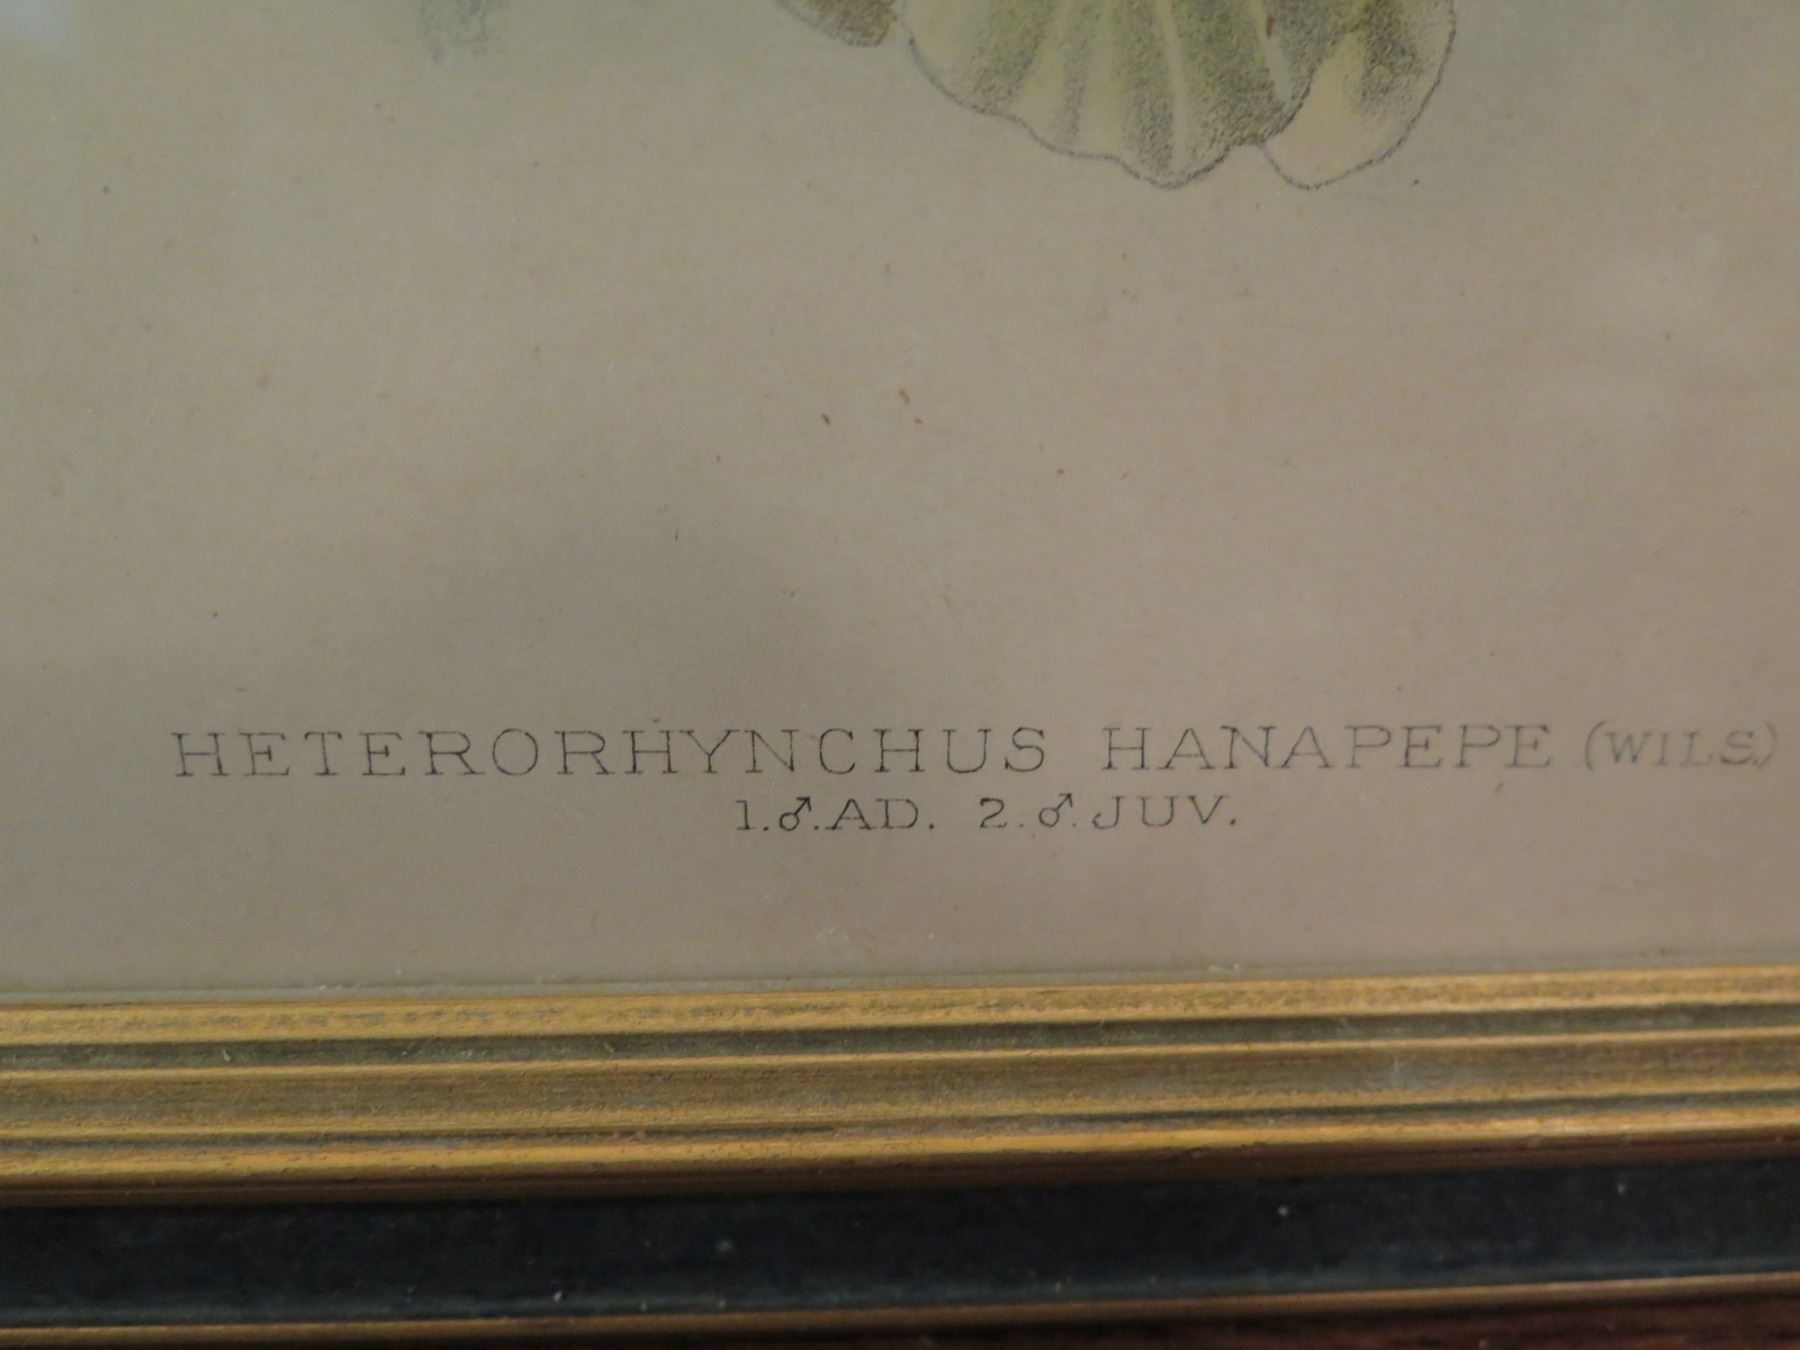 HETERORHYNCHUS HANAPEPE (WILS.)
1.♂.AD. 2.♂.JUV.